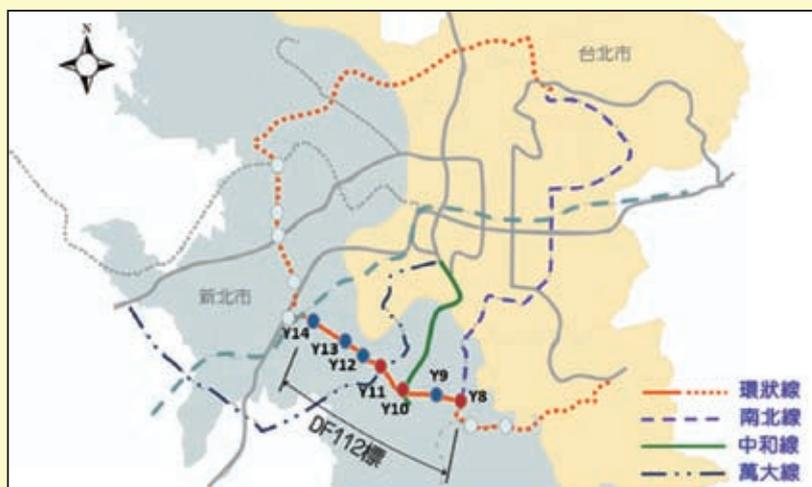 N
台北市
新北市
Y14
Y13
Y12
Y11
Y10
Y9
Y8
DF112標
環狀線
南北線
中和線
萬大線